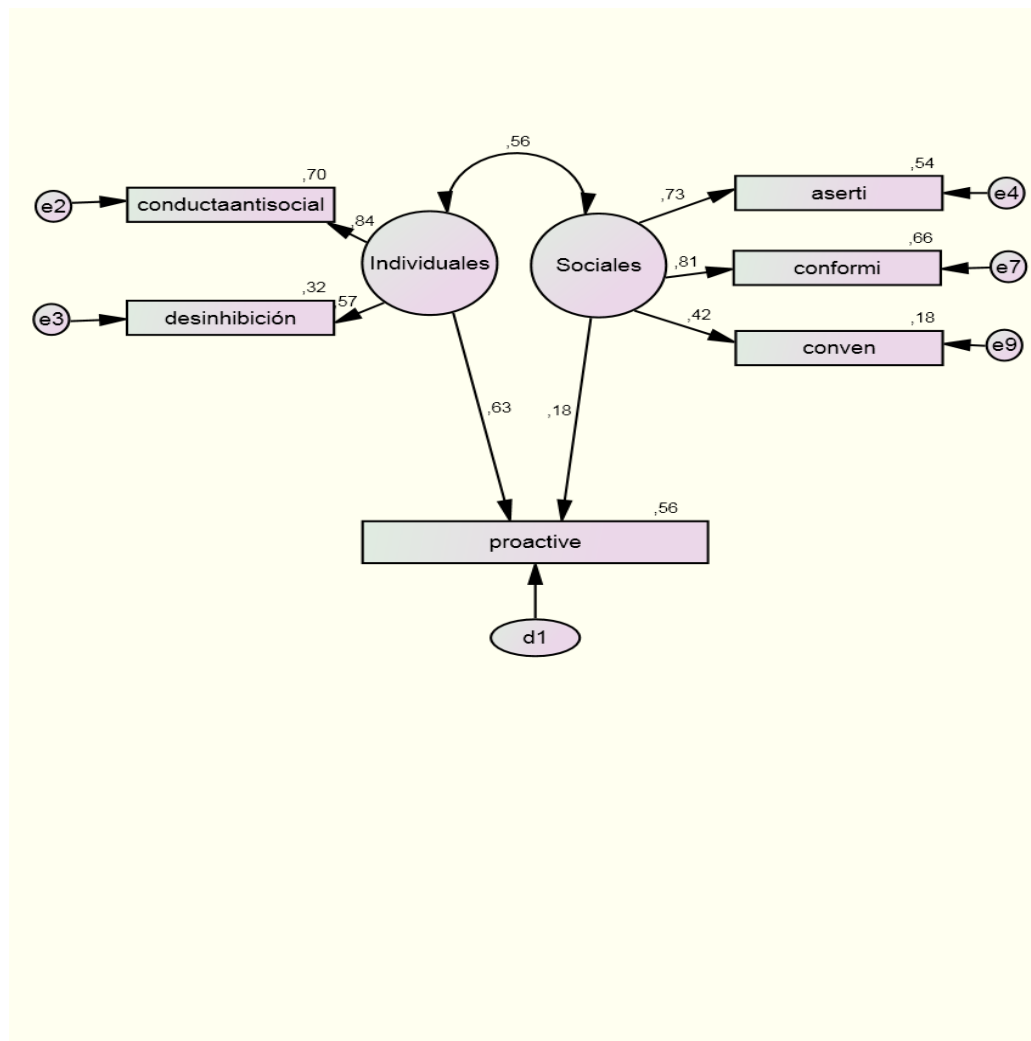 ,56
,70
,54
e2
conductaantisocial
,73
aserti
e4
,84
,66
Individuales
Sociales
,81
conformi
e7
,32
,57
e3
desinhibición
,42
,18
conven
e9
,63
,18
,56
proactive
d1